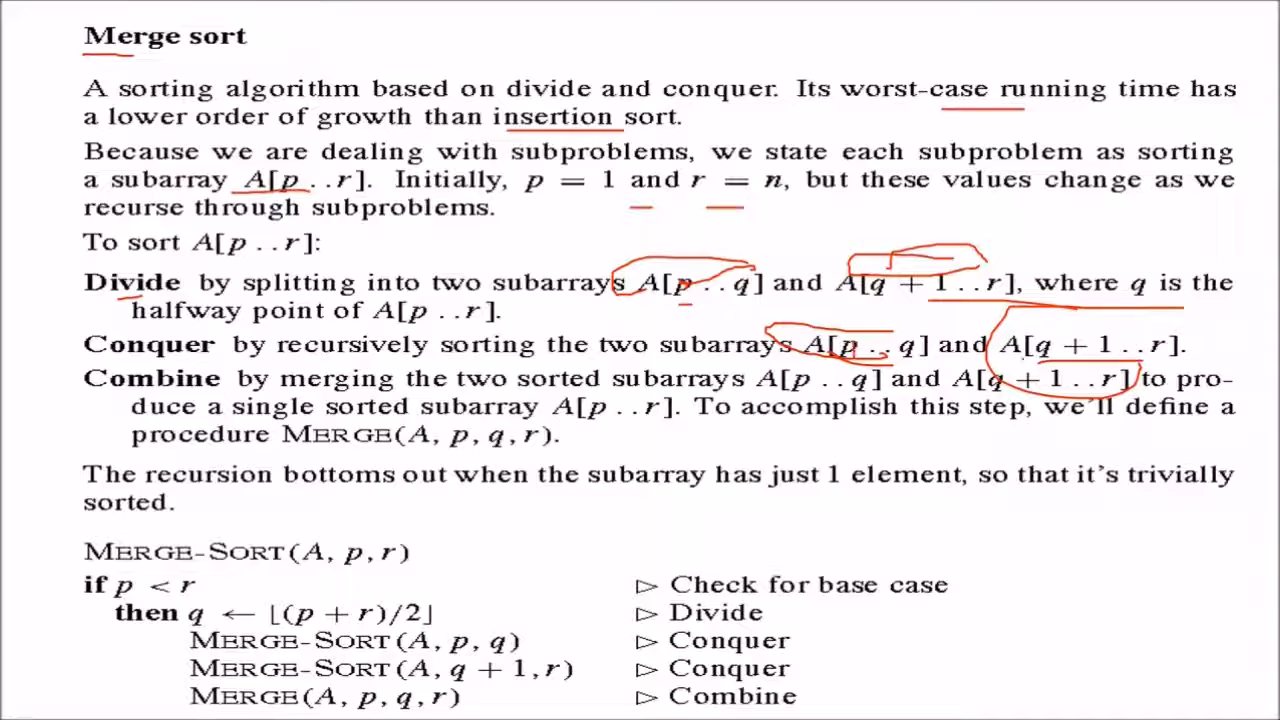 Merge sort
A sorting algorithm based on divide and conquer. Its worst-case running time has
a lower order of growth than insertion sort.
Because we are dealing with subproblems, we state each subproblem as sorting
a subarray A[p . . r]. Initially, p = 1 and r = n, but these values change as we
recurse through subproblems.
To sort A[p . . r]:
Divide by splitting into two subarrays A[p . . q] and A[q + 1 . . r], where q is the
halfway point of A[p . . r].
Conquer by recursively sorting the two subarrays A[p . . q] and A[q + 1 . . r].
Combine by merging the two sorted subarrays A[p . . q] and A[q + 1 . . r] to pro-
duce a single sorted subarray A[p . . r]. To accomplish this step, we'll define a
procedure MERGE(A, p, q, r).
The recursion bottoms out when the subarray has just 1 element, so that it's trivially
sorted.
MERGE-SORT(A, p, r)
if p < r ▷ Check for base case
then q ← ⌊(p + r)/2⌋ ▷ Divide
MERGE-SORT(A, p, q) ▷ Conquer
MERGE-SORT(A, q + 1, r) ▷ Conquer
MERGE(A, p, q, r) ▷ Combine